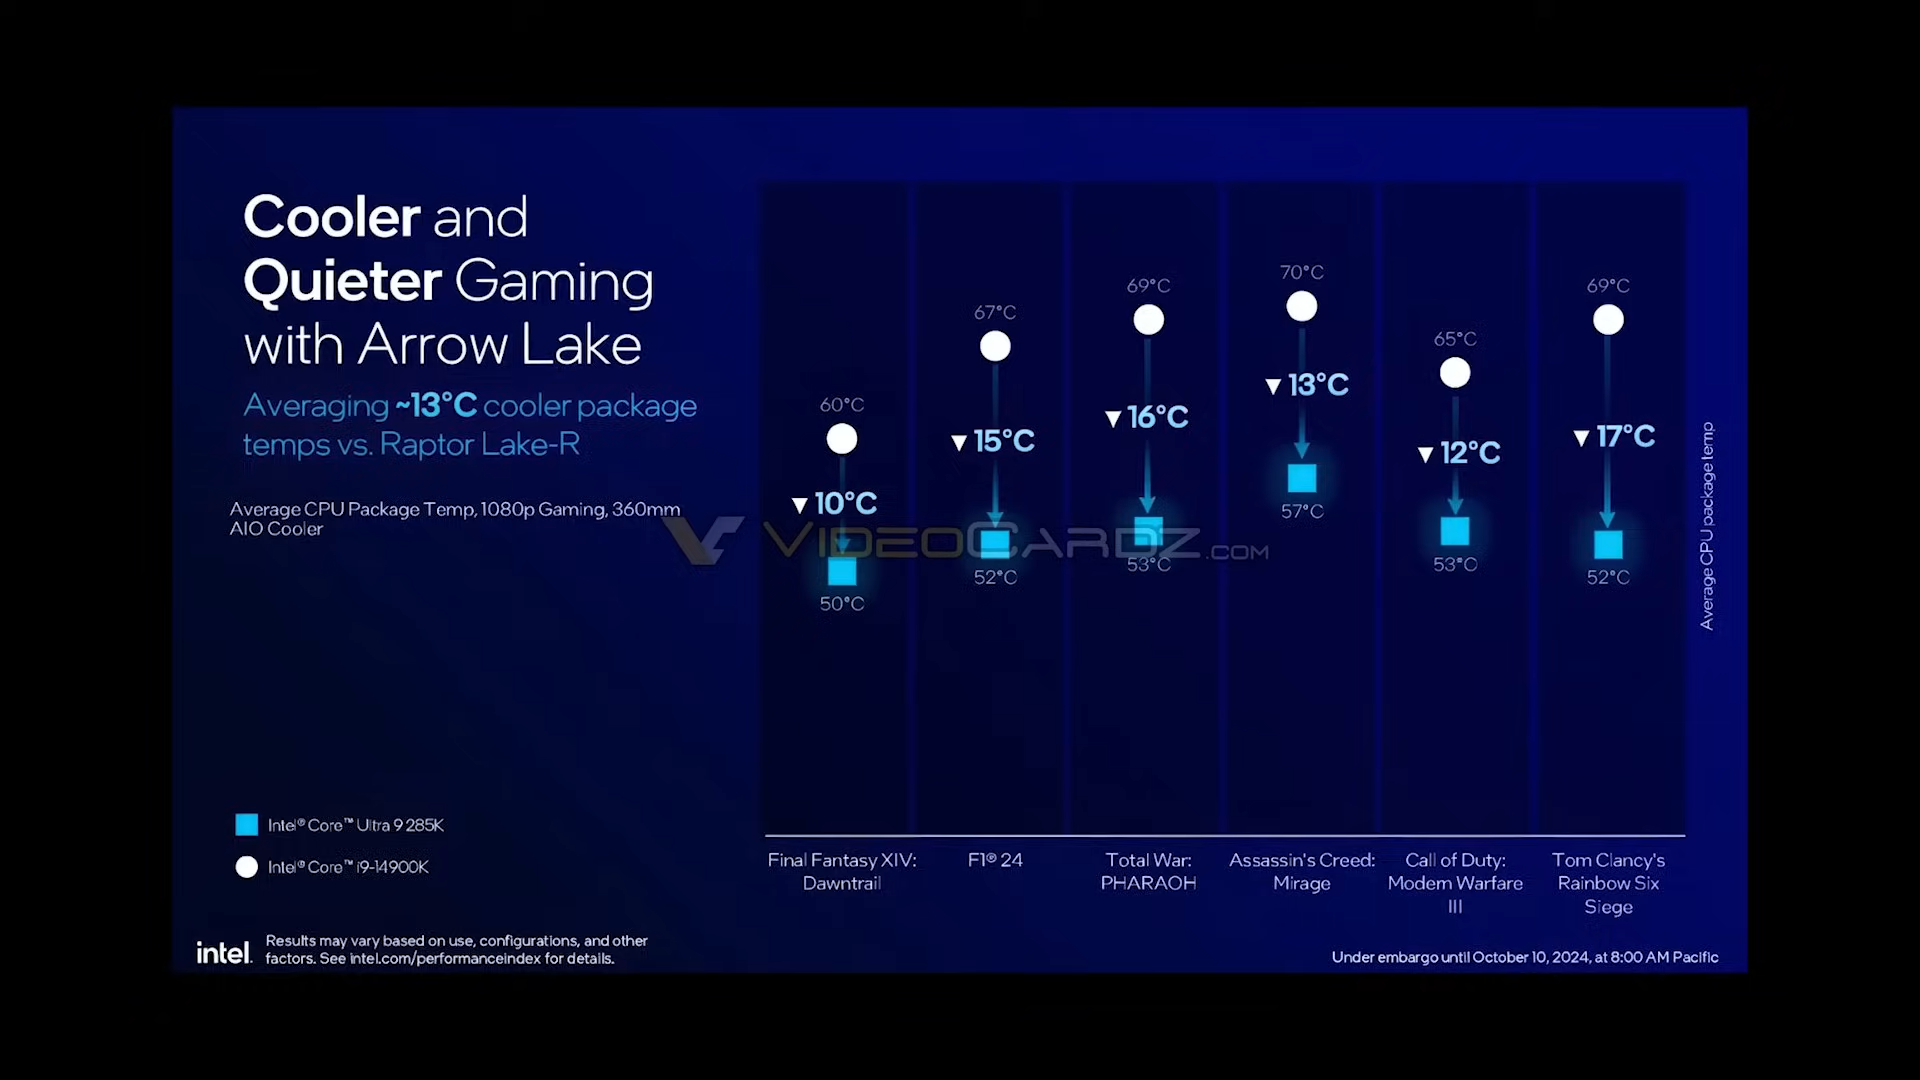 Cooler and
Quieter Gaming
with Arrow Lake
Averaging ~13°C cooler package
temps vs. Raptor Lake-R
Average CPU Package Temp, 1080p Gaming, 360mm
AIO Cooler
60°C
▼ 10°C
50°C
67°C
▼ 15°C
52°C
69°C
▼ 16°C
53°C
70°C
▼ 13°C
57°C
65°C
▼ 12°C
53°C
69°C
▼ 17°C
52°C
Average CPU package temp
VIDEOCARDZ.COM
Intel® Core™ Ultra 9 285K
Intel® Core™ i9-14900K
Final Fantasy XIV:
Dawntrail
F1® 24
Total War:
PHARAOH
Assassin's Creed:
Mirage
Call of Duty:
Modern Warfare
III
Tom Clancy's
Rainbow Six
Siege
intel.
Results may vary based on use, configurations, and other
factors. See intel.com/performanceindex for details.
Under embargo until October 10, 2024, at 8:00 AM Pacific